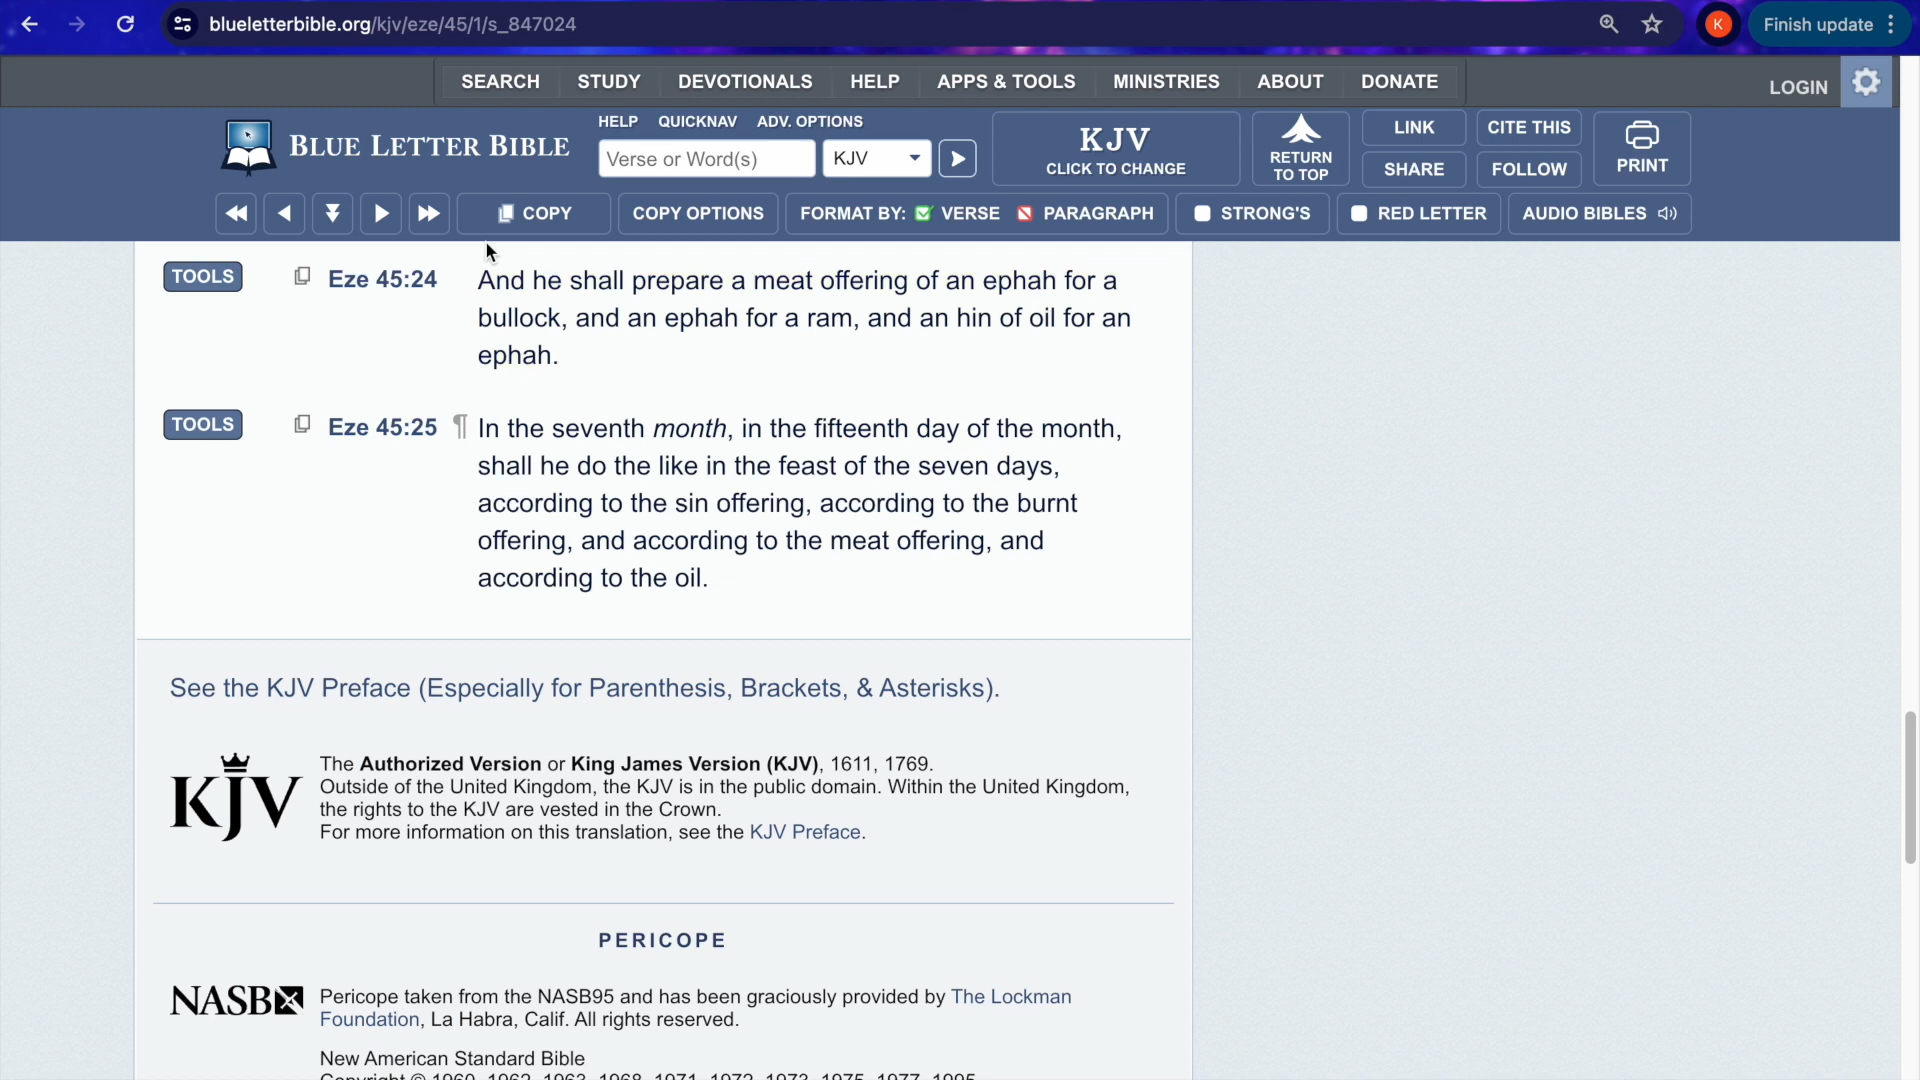 blueletterbible.org/kjv/eze/45/1/s_847024
K
Finish update
SEARCH STUDY DEVOTIONALS HELP APPS & TOOLS MINISTRIES ABOUT DONATE
LOGIN
BLUE LETTER BIBLE
HELP QUICKNAV ADV. OPTIONS
Verse or Word(s) KJV
KJV
CLICK TO CHANGE
RETURN
TO TOP
LINK
CITE THIS
SHARE
FOLLOW
PRINT
COPY COPY OPTIONS FORMAT BY: VERSE PARAGRAPH STRONG'S RED LETTER AUDIO BIBLES
TOOLS Eze 45:24 And he shall prepare a meat offering of an ephah for a
bullock, and an ephah for a ram, and an hin of oil for an
ephah.
TOOLS Eze 45:25 ¶ In the seventh month, in the fifteenth day of the month,
shall he do the like in the feast of the seven days,
according to the sin offering, according to the burnt
offering, and according to the meat offering, and
according to the oil.
See the KJV Preface (Especially for Parenthesis, Brackets, & Asterisks).
KJV
The Authorized Version or King James Version (KJV), 1611, 1769.
Outside of the United Kingdom, the KJV is in the public domain. Within the United Kingdom,
the rights to the KJV are vested in the Crown.
For more information on this translation, see the KJV Preface.
PERICOPE
NASB
Pericope taken from the NASB95 and has been graciously provided by The Lockman
Foundation, La Habra, Calif. All rights reserved.
New American Standard Bible
Copyright © 1960, 1962, 1963, 1968, 1971, 1972, 1973, 1975, 1977, 1995